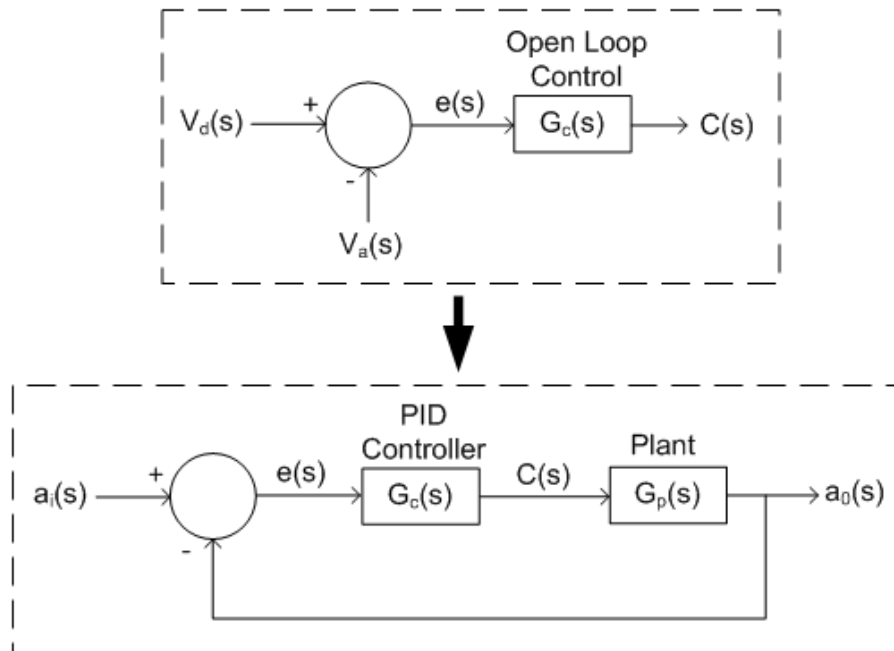 Open Loop
Control
V_d(s)
+
e(s)
G_c(s)
C(s)
-
V_a(s)
PID
Controller
Plant
a_i(s)
+
e(s)
G_c(s)
C(s)
G_p(s)
a_0(s)
-